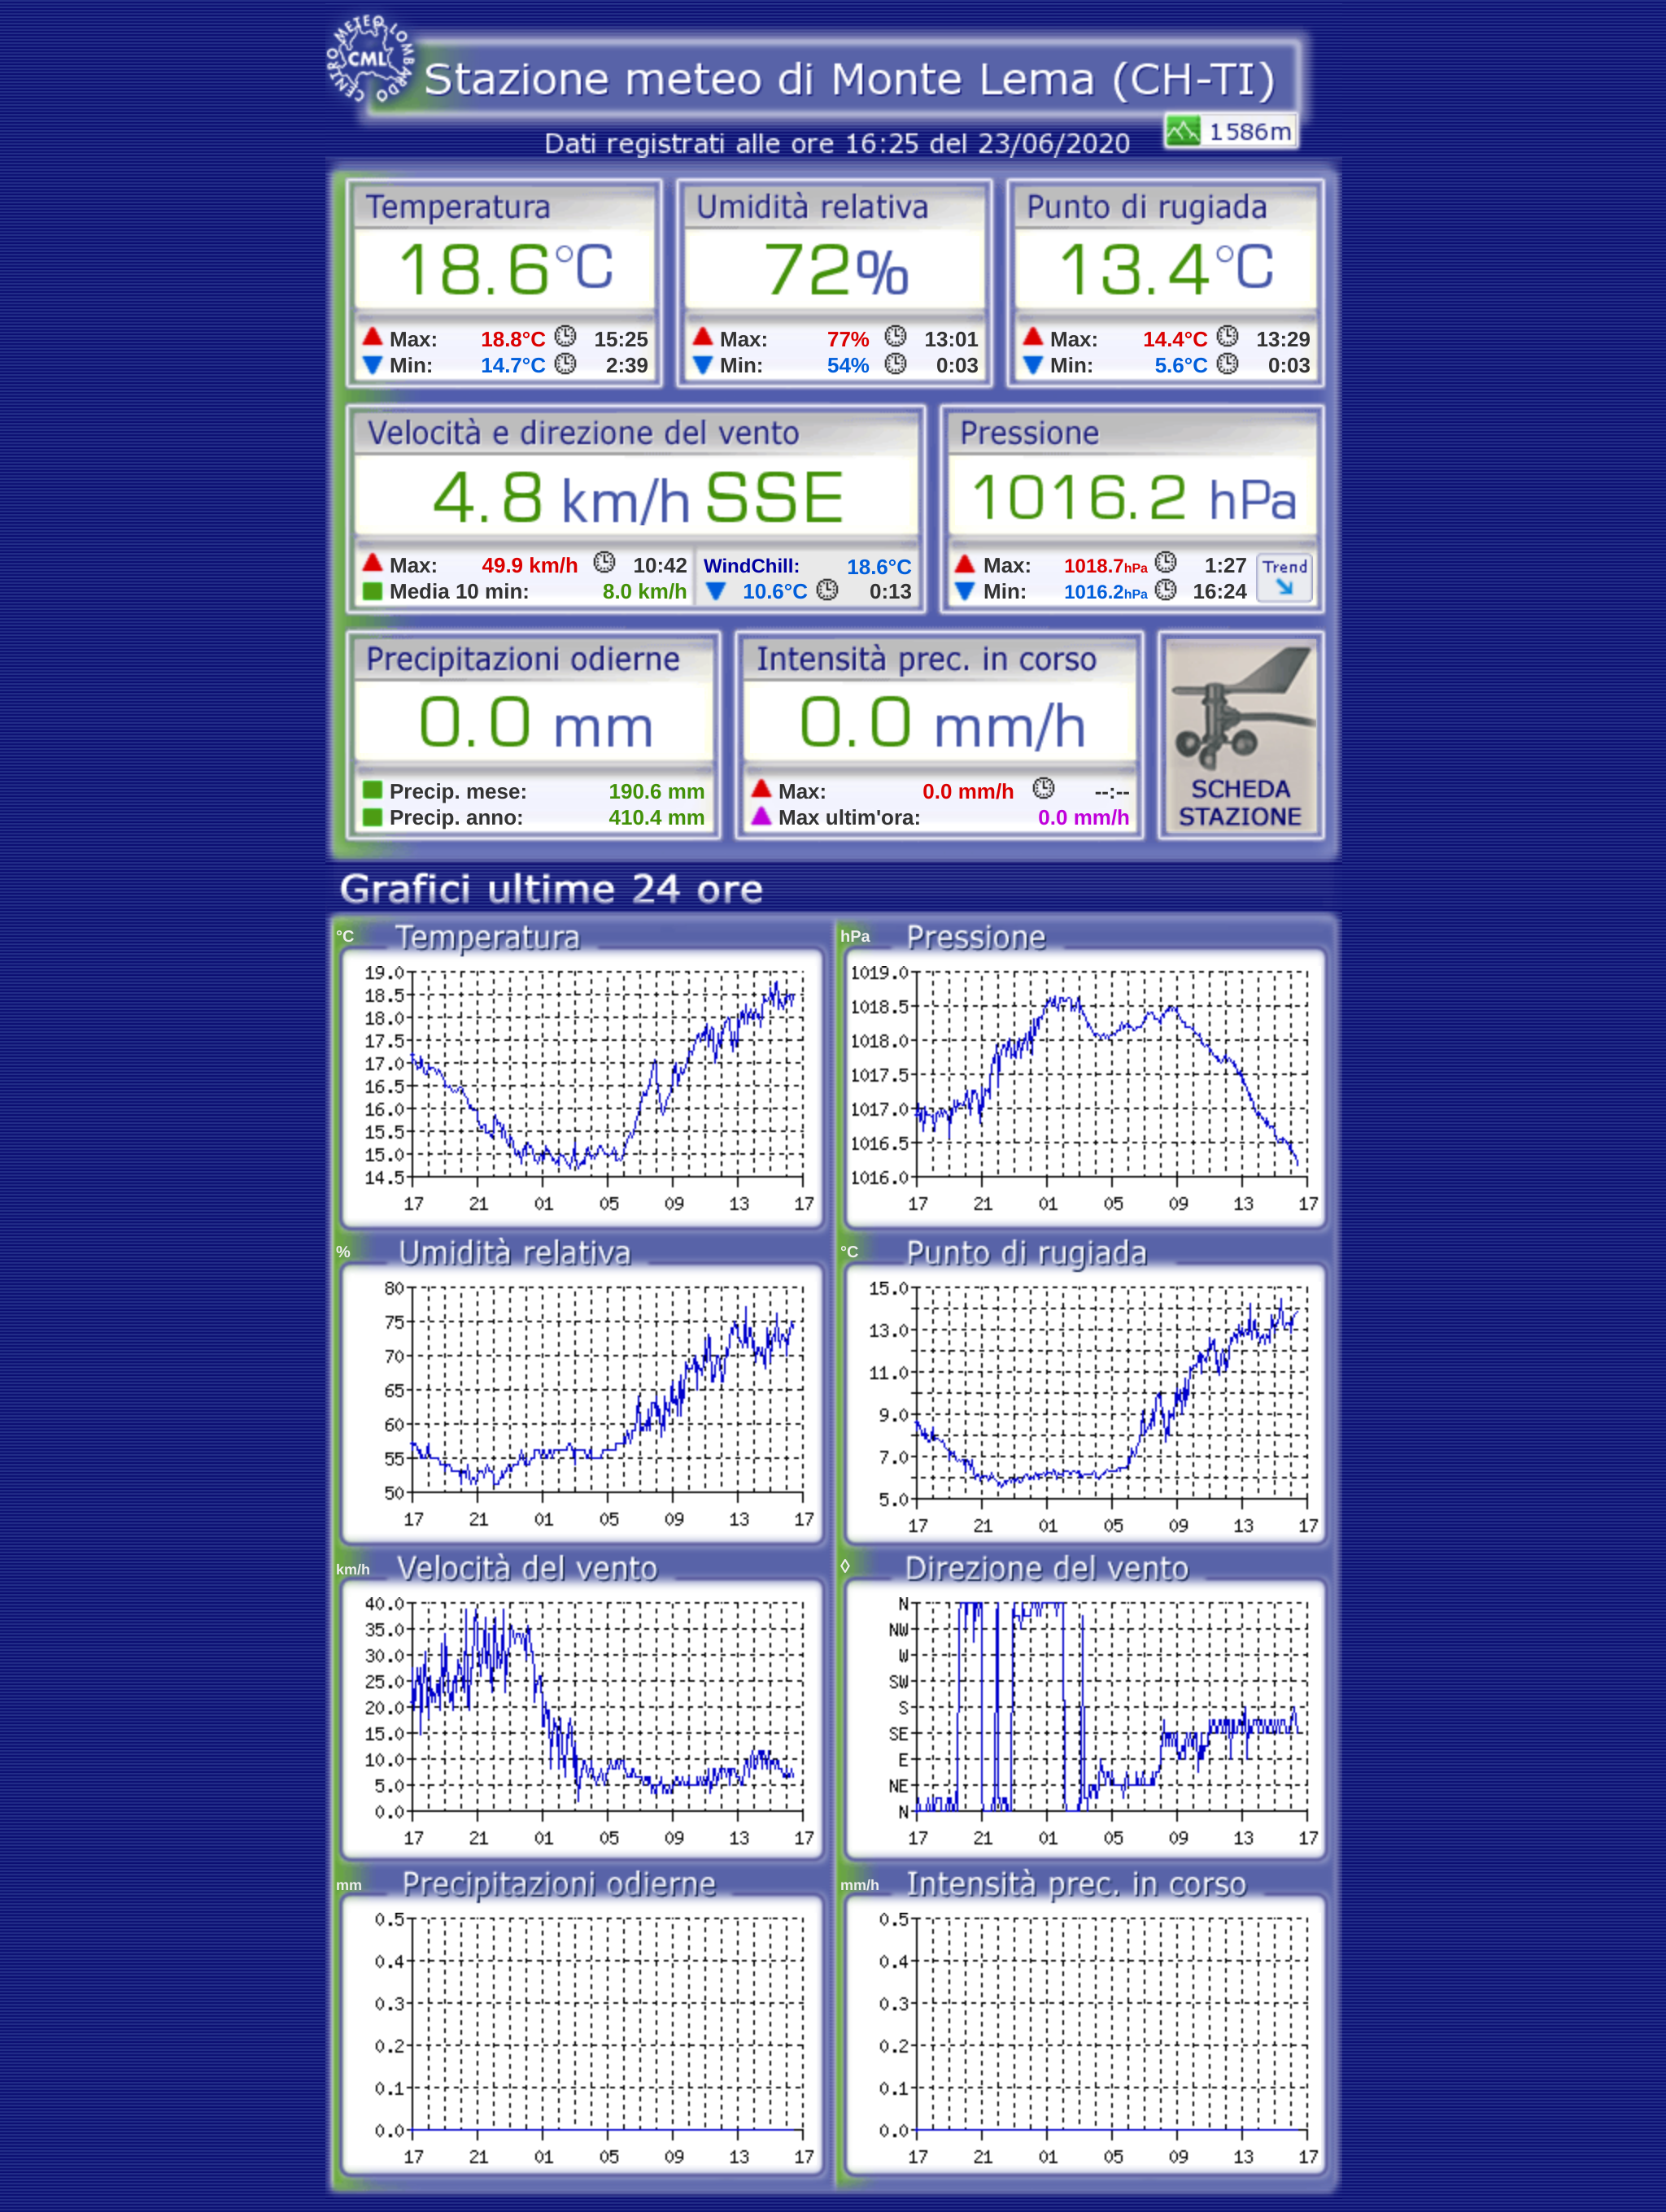 CENTRO METEO LOMBARDO
CML
Stazione meteo di Monte Lema (CH-TI)
1586m
Dati registrati alle ore 16:25 del 23/06/2020
Temperatura Umidità relativa Punto di rugiada
18.6°C 72% 13.4°C
Max: 18.8°C 15:25 Max: 77% 13:01 Max: 14.4°C 13:29
Min: 14.7°C 2:39 Min: 54% 0:03 Min: 5.6°C 0:03
Velocità e direzione del vento Pressione
4.8 km/h SSE 1016.2 hPa
Max: 49.9 km/h 10:42 WindChill: 18.6°C Max: 1018.7hPa 1:27 Trend
Media 10 min: 8.0 km/h 10.6°C 0:13 Min: 1016.2hPa 16:24
Precipitazioni odierne Intensità prec. in corso
0.0 mm 0.0 mm/h
Precip. mese: 190.6 mm Max: 0.0 mm/h --:-- SCHEDA
Precip. anno: 410.4 mm Max ultim'ora: 0.0 mm/h STAZIONE
Grafici ultime 24 ore
°C Temperatura
19.0
18.5
18.0
17.5
17.0
16.5
16.0
15.5
15.0
14.5
17 21 01 05 09 13 17
hPa Pressione
1019.0
1018.5
1018.0
1017.5
1017.0
1016.5
1016.0
17 21 01 05 09 13 17
% Umidità relativa
80
75
70
65
60
55
50
17 21 01 05 09 13 17
°C Punto di rugiada
15.0
13.0
11.0
9.0
7.0
5.0
17 21 01 05 09 13 17
km/h Velocità del vento
40.0
35.0
30.0
25.0
20.0
15.0
10.0
5.0
0.0
17 21 01 05 09 13 17
◊ Direzione del vento
N
NW
W
SW
S
SE
E
NE
N
17 21 01 05 09 13 17
mm Precipitazioni odierne
0.5
0.4
0.3
0.2
0.1
0.0
17 21 01 05 09 13 17
mm/h Intensità prec. in corso
0.5
0.4
0.3
0.2
0.1
0.0
17 21 01 05 09 13 17